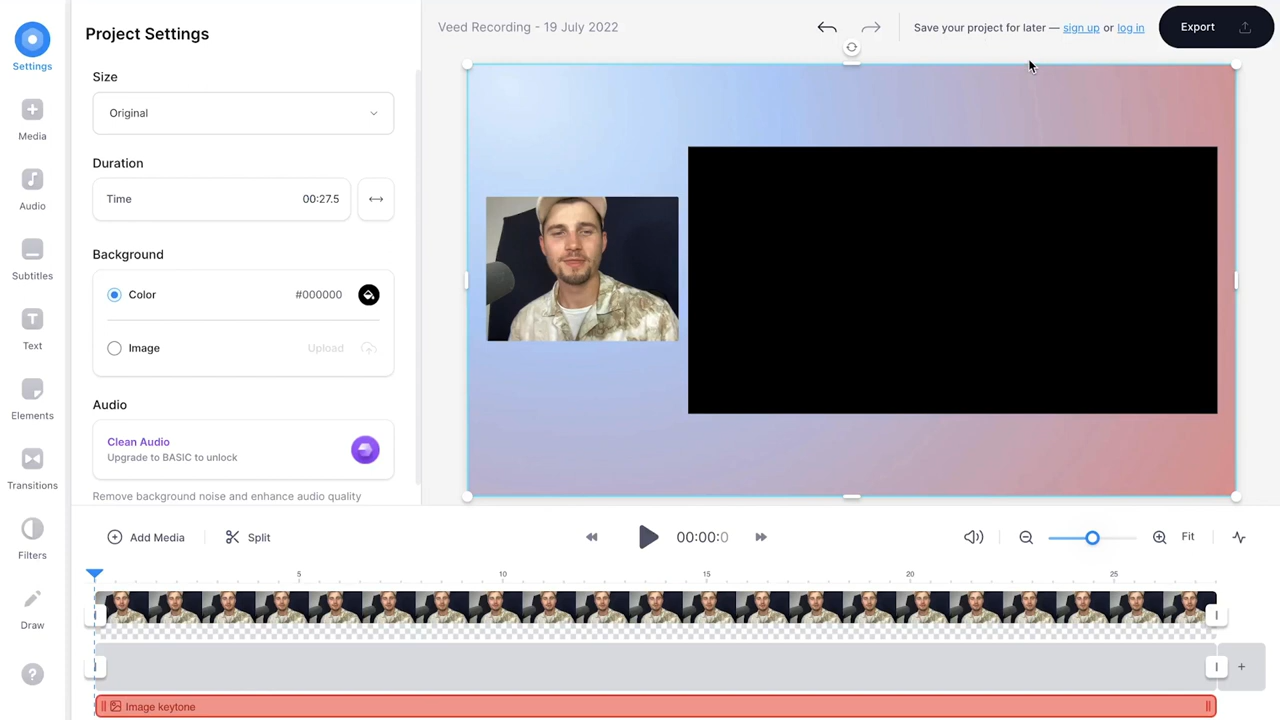 Settings
Media
Audio
Subtitles
Text
Elements
Transitions
Filters
Draw
?
Project Settings
Size
Original
Duration
Time 00:27.5
Background
Color #000000
Image Upload
Audio
Clean Audio
Upgrade to BASIC to unlock
Remove background noise and enhance audio quality
Veed Recording - 19 July 2022
Save your project for later — sign up or log in
Export
Add Media
Split
00:00:0
Fit
5 10 15 20 25
+
Image keytone